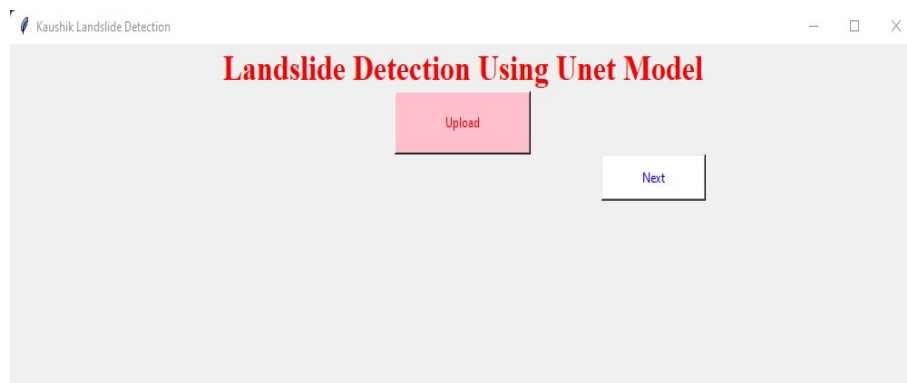 Kaushik Landslide Detection
Landslide Detection Using Unet Model
Upload
Next